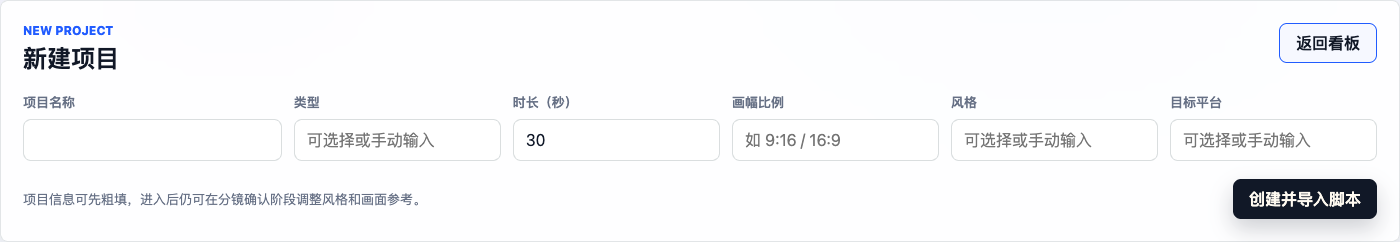 NEW PROJECT
新建项目
返回看板
项目名称
类型
时长（秒）
画幅比例
风格
目标平台
可选择或手动输入
30
如 9:16 / 16:9
可选择或手动输入
可选择或手动输入
项目信息可先粗填，进入后仍可在分镜确认阶段调整风格和画面参考。
创建并导入脚本